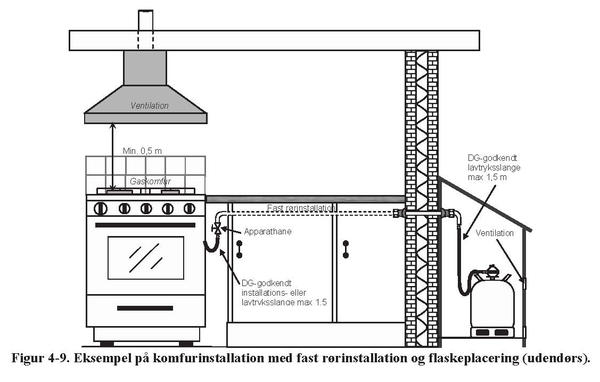 Ventilation
Min. 0,5 m
Gaskomfur
Fast rørinstallation
Apparathane
DG-godkendt
installations- eller
lavtryksslange max 1.5
DG-godkendt
lavtryksslange
max 1,5 m
Ventilation
Figur 4-9. Eksempel på komfurinstallation med fast rørinstallation og flaskeplacering (udendørs).